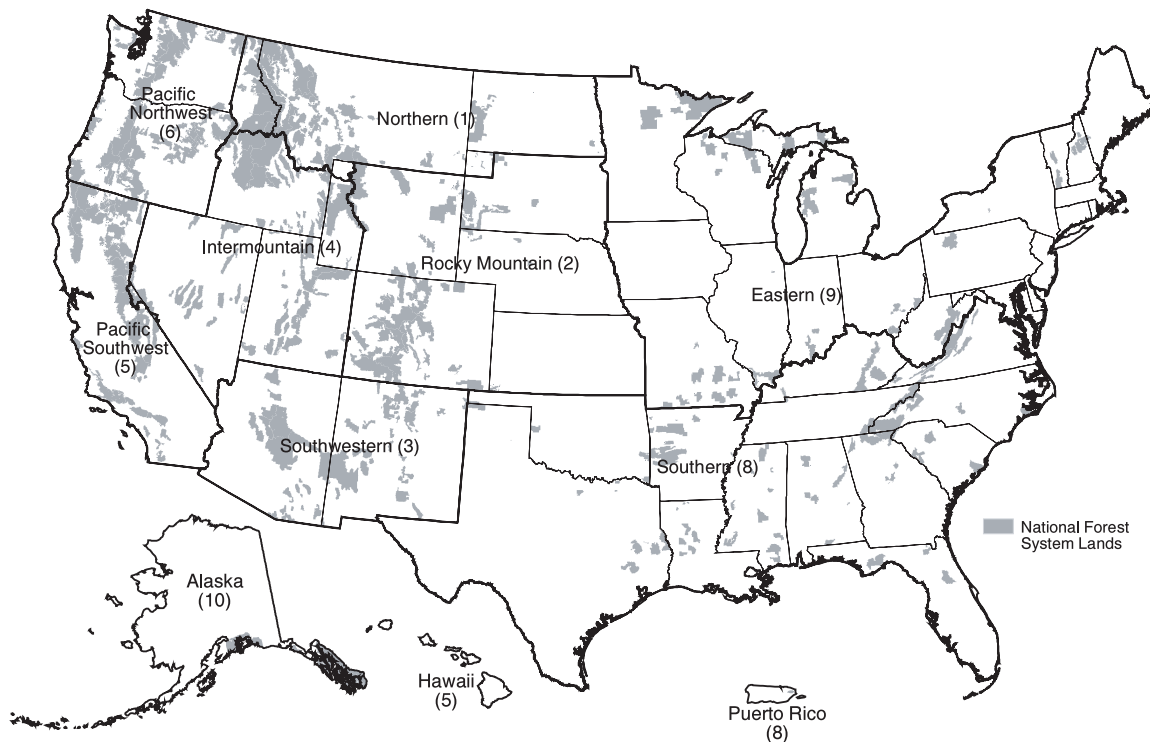 Pacific
Northwest
(6)
Northern (1)
Intermountain (4)
Rocky Mountain (2)
Eastern (9)
Pacific
Southwest
(5)
Southwestern (3)
Southern (8)
National Forest
System Lands
Alaska
(10)
Hawaii
(5)
Puerto Rico
(8)